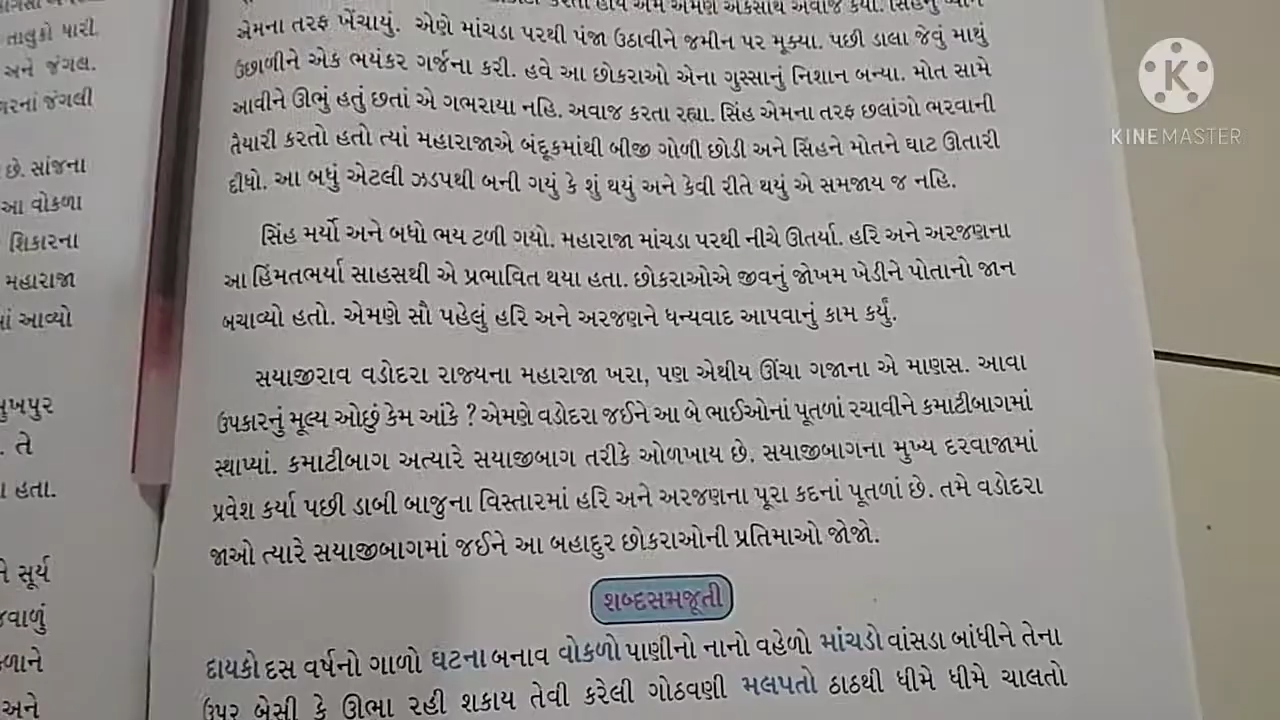 તાલુકો ધારી.
અને જંગલ.
જંગલી
છે. સાંજના
આ વોકળા
શિકારના
મહારાજા
આવ્યો
તે
હતા.
સૂર્ય
અને
એમના તરફ ખેંચાયું. એણે માંચડા પરથી પંજા ઉઠાવીને જમીન પર મૂક્યા. પછી ડાલા જેવું માથું
ઉછાળીને એક ભયંકર ગર્જના કરી. હવે આ છોકરાઓ એના ગુસ્સાનું નિશાન બન્યા. મોત સામે
આવીને ઊભું હતું છતાં એ ગભરાયા નહિ. અવાજ કરતા રહ્યા. સિંહ એમના તરફ છલાંગો ભરવાની
તૈયારી કરતો હતો ત્યાં મહારાજાએ બંદૂકમાંથી બીજી ગોળી છોડી અને સિંહને મોતને ઘાટ ઊતારી
દીધો. આ બધું એટલી ઝડપથી બની ગયું કે શું થયું અને કેવી રીતે થયું એ સમજાય જ નહિ.
સિંહ મર્યો અને બધો ભય ટળી ગયો. મહારાજા માંચડા પરથી નીચે ઊતર્યા. હરિ અને અરજણના
આ હિંમતભર્યા સાહસથી એ પ્રભાવિત થયા હતા. છોકરાઓએ જીવનું જોખમ ખેડીને પોતાનો જાન
બચાવ્યો હતો. એમણે સૌ પહેલું હરિ અને અરજણને ધન્યવાદ આપવાનું કામ કર્યું.
સયાજીરાવ વડોદરા રાજ્યના મહારાજા ખરા, પણ એથીય ઊંચા ગજાના એ માણસ. આવા
ઉપકારનું મૂલ્ય ઓછું કેમ આંકે ? એમણે વડોદરા જઈને આ બે ભાઈઓનાં પૂતળાં રચાવીને કમાટીબાગમાં
સ્થાપ્યાં. કમાટીબાગ અત્યારે સયાજીબાગ તરીકે ઓળખાય છે. સયાજીબાગના મુખ્ય દરવાજામાં
પ્રવેશ કર્યા પછી ડાબી બાજુના વિસ્તારમાં હરિ અને અરજણના પૂરા કદનાં પૂતળાં છે. તમે વડોદરા
જાઓ ત્યારે સયાજીબાગમાં જઈને આ બહાદુર છોકરાઓની પ્રતિમાઓ જોજો.
શબ્દસમજૂતી
દાયકો દસ વર્ષનો ગાળો ઘટના બનાવ વોકળો પાણીનો નાનો વહેળો માંચડો વાંસડા બાંધીને તેના
ઉપર બેસી કે ઊભા રહી શકાય તેવી કરેલી ગોઠવણી મલપતો ઠાઠથી ધીમે ધીમે ચાલતો
K
KINEMASTER